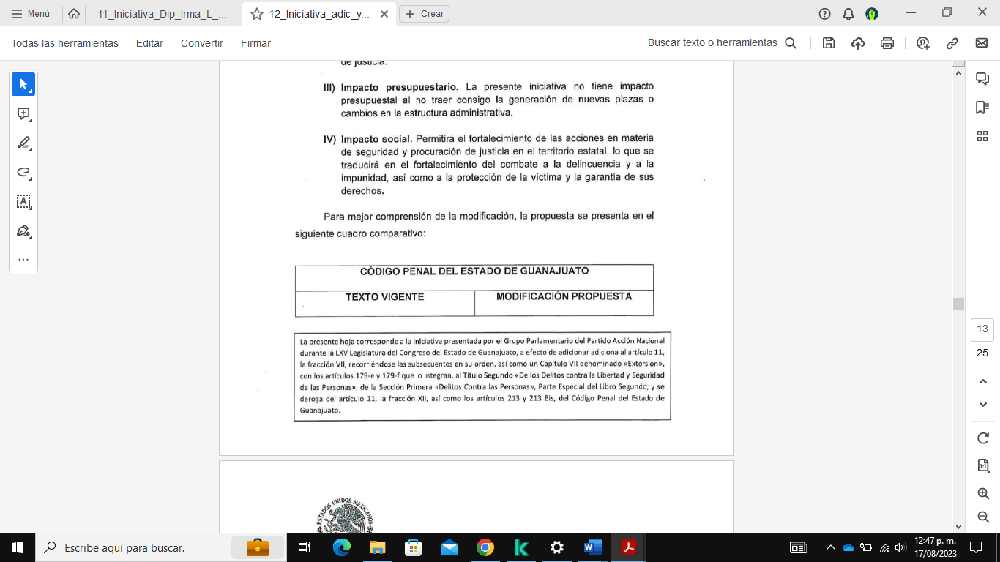 Menú
11_Iniciativa_Dip_Irma_L_...
12_Iniciativa_adic_y...
Crear
Todas las herramientas
Editar
Convertir
Firmar
Buscar texto o herramientas
de justicia.
III) Impacto presupuestario. La presente iniciativa no tiene impacto
presupuestal al no traer consigo la generación de nuevas plazas o
cambios en la estructura administrativa.
IV) Impacto social. Permitirá el fortalecimiento de las acciones en materia
de seguridad y procuración de justicia en el territorio estatal, lo que se
traducirá en el fortalecimiento del combate a la delincuencia y a la
impunidad, así como a la protección de la víctima y la garantía de sus
derechos.
Para mejor comprensión de la modificación, la propuesta se presenta en el
siguiente cuadro comparativo:
CÓDIGO PENAL DEL ESTADO DE GUANAJUATO
TEXTO VIGENTE
MODIFICACIÓN PROPUESTA
La presente hoja corresponde a la Iniciativa presentada por el Grupo Parlamentario del Partido Acción Nacional
durante la LXV Legislatura del Congreso del Estado de Guanajuato, a efecto de adicionar adiciona al artículo 11,
la fracción VII, recorriéndose las subsecuentes en su orden, así como un Capítulo VII denominado «Extorsión»,
con los artículos 179-e y 179-f que lo integran, al Título Segundo «De los Delitos contra la Libertad y Seguridad
de las Personas», de la Sección Primera «Delitos Contra las Personas», Parte Especial del Libro Segundo; y se
deroga del artículo 11, la fracción XII, así como los artículos 213 y 213 Bis, del Código Penal del Estado de
Guanajuato.
ESTADOS UNIDOS MEXICANOS
13
25
1:1
Escribe aquí para buscar.
12:47 p. m.
17/08/2023